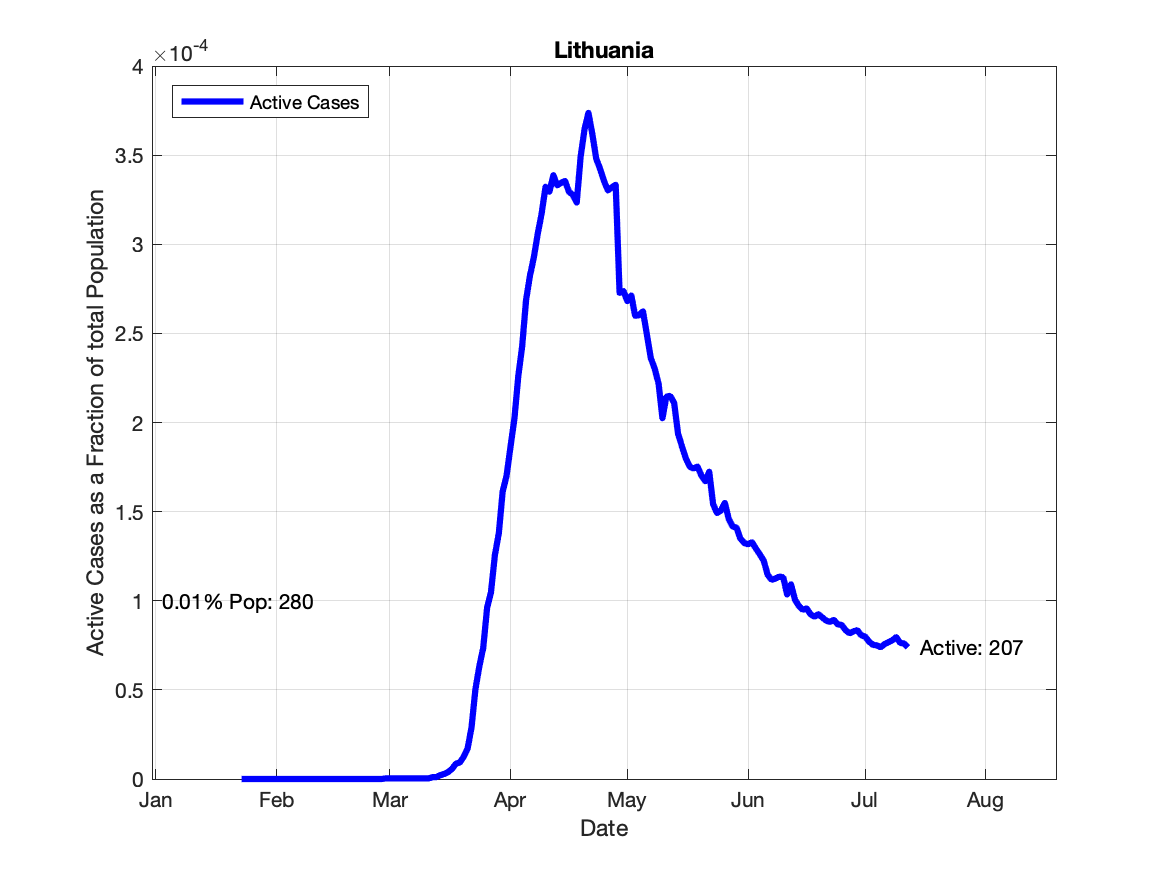 Lithuania
×10-4
Active Cases
4
3.5
3
2.5
2
1.5
1
0.5
0
Active Cases as a Fraction of total Population
0.01% Pop: 280
Active: 207
Jan Feb Mar Apr May Jun Jul Aug
Date